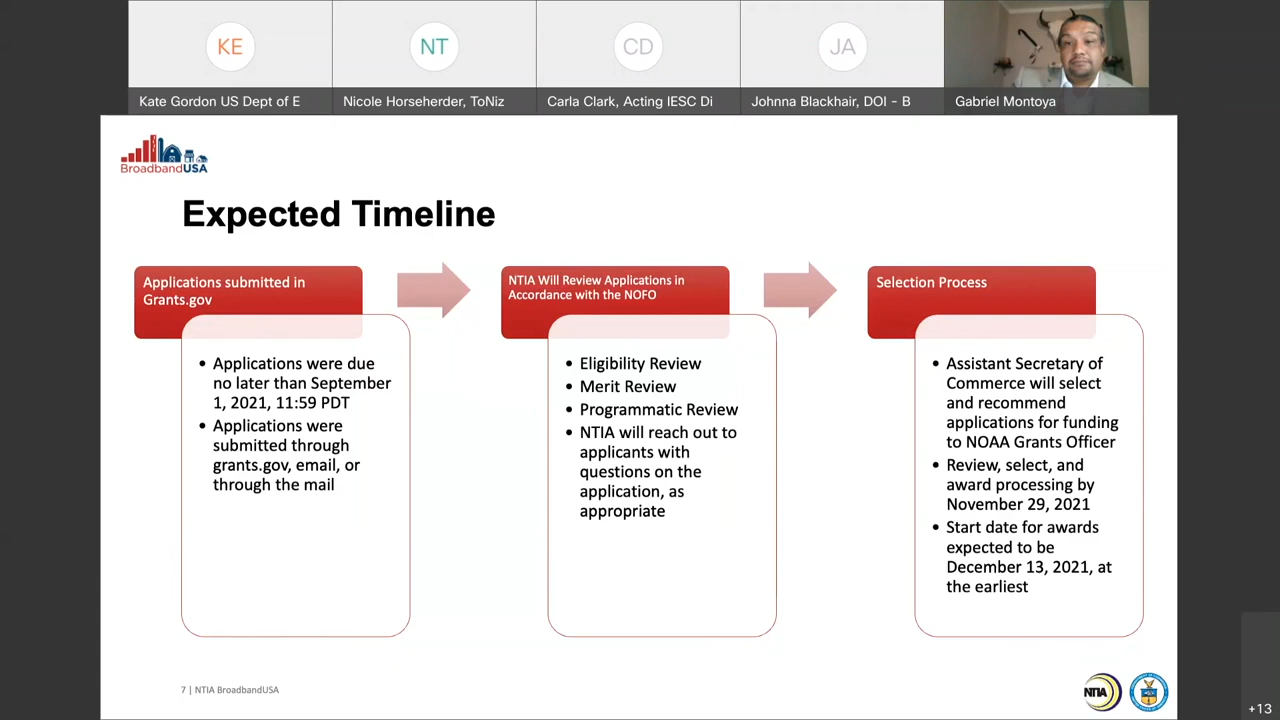 KE
NT
CD
JA
Kate Gordon US Dept of E
Nicole Horseherder, ToNiz
Carla Clark, Acting IESC Di
Johnna Blackhair, DOI - B
Gabriel Montoya
BroadbandUSA
Expected Timeline
Applications submitted in
Grants.gov
• Applications were due
no later than September
1, 2021, 11:59 PDT
• Applications were
submitted through
grants.gov, email, or
through the mail
NTIA Will Review Applications in
Accordance with the NOFO
• Eligibility Review
• Merit Review
• Programmatic Review
• NTIA will reach out to
applicants with
questions on the
application, as
appropriate
Selection Process
• Assistant Secretary of
Commerce will select
and recommend
applications for funding
to NOAA Grants Officer
• Review, select, and
award processing by
November 29, 2021
• Start date for awards
expected to be
December 13, 2021, at
the earliest
7 | NTIA BroadbandUSA
NTIA
+13